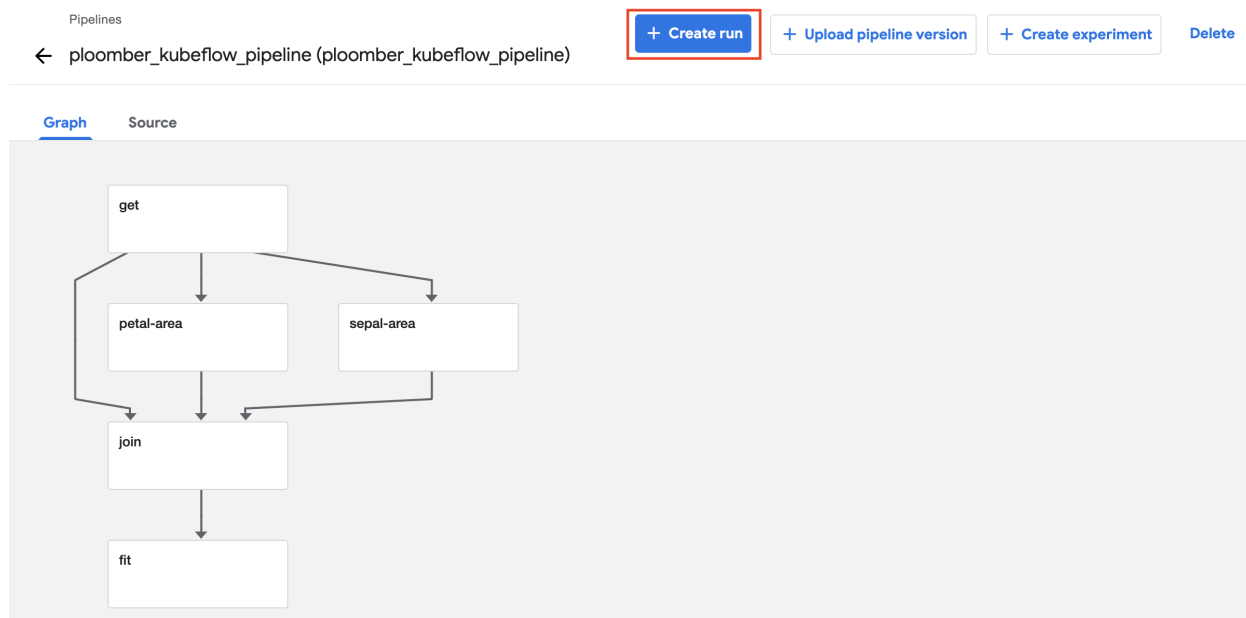 Pipelines
ploomber_kubeflow_pipeline (ploomber_kubeflow_pipeline)
+ Create run
+ Upload pipeline version
+ Create experiment
Delete
Graph
Source
get
petal-area
sepal-area
join
fit